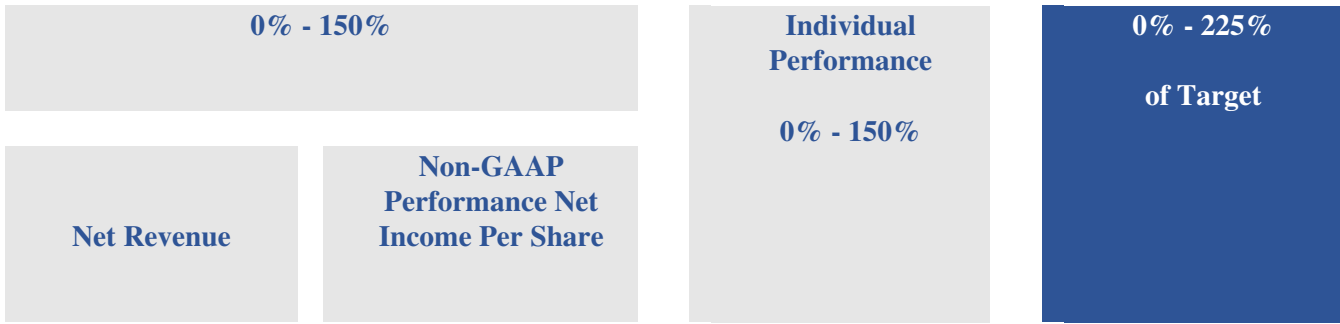 0% - 150%
Net Revenue
Non-GAAP
Performance Net
Income Per Share
Individual
Performance
0% - 150%
0% - 225%
of Target